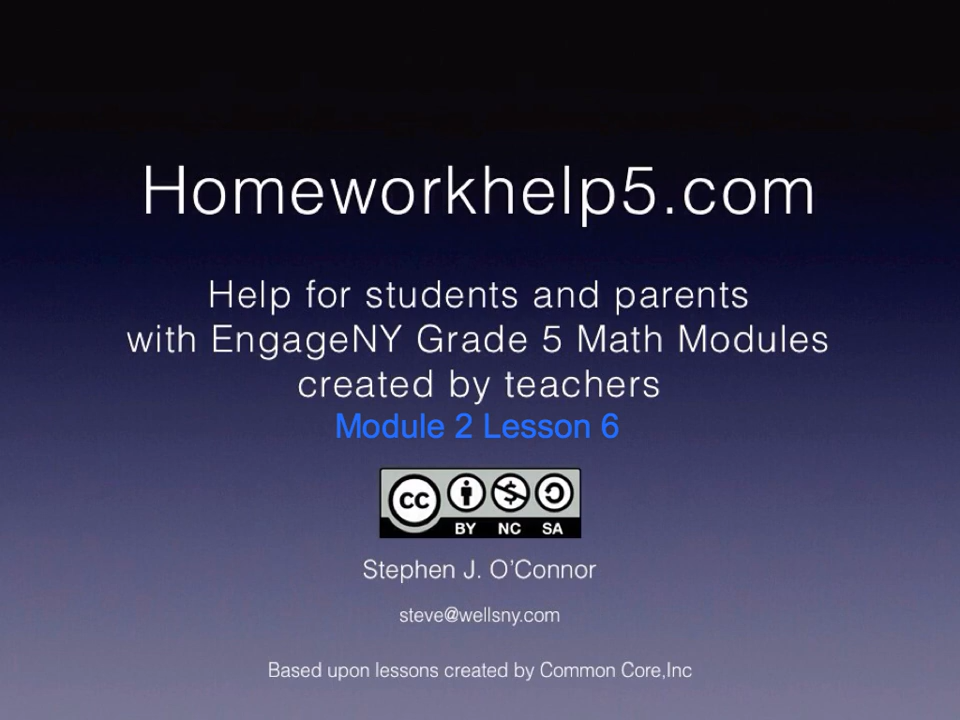 Homeworkhelp5.com
Help for students and parents
with EngageNY Grade 5 Math Modules
created by teachers
Module 2 Lesson 6
CC
BY NC SA
Stephen J. O'Connor
steve@wellsny.com
Based upon lessons created by Common Core,Inc